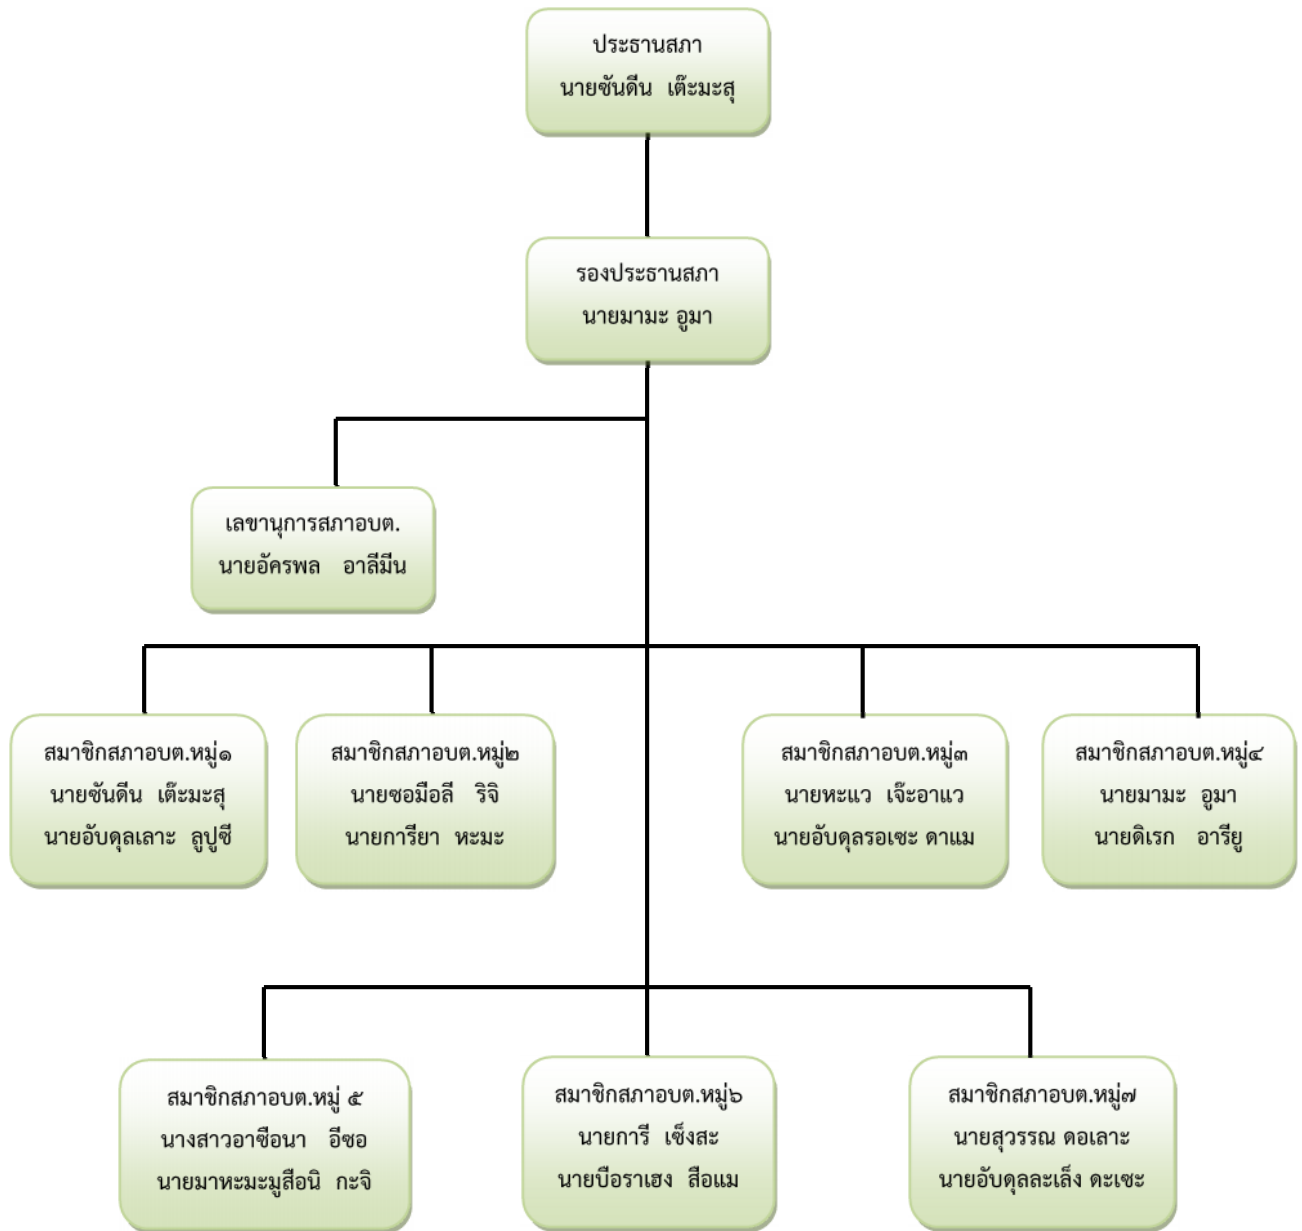 ประธานสภา
นายซันดีน เต๊ะมะสุ
รองประธานสภา
นายมามะ อูมา
เลขานุการสภาอบต.
นายอัครพล อาลีมีน
สมาชิกสภาอบต.หมู่๑
นายซันดีน เต๊ะมะสุ
นายอับดุลเลาะ ลูปูซี
สมาชิกสภาอบต.หมู่๒
นายซอมือลี ริจิ
นายการียา หะมะ
สมาชิกสภาอบต.หมู่๓
นายหะแว เจ๊ะอาแว
นายอับดุลรอเซะ ดาแม
สมาชิกสภาอบต.หมู่๔
นายมามะ อูมา
นายดิเรก อารียู
สมาชิกสภาอบต.หมู่ ๕
นางสาวอาซือนา อีซอ
นายมาหะมะมูสือนิ กะจิ
สมาชิกสภาอบต.หมู่๖
นายการี เซ็งสะ
นายบือราเฮง สือแม
สมาชิกสภาอบต.หมู่๗
นายสุวรรณ ดอเลาะ
นายอับดุลละเล็ง ดะเซะ